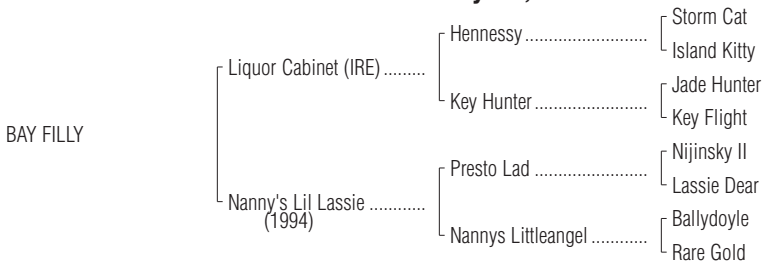 Storm Cat
Hennessy
Island Kitty
Liquor Cabinet (IRE)
Jade Hunter
Key Hunter
Key Flight
BAY FILLY
Nijinsky II
Presto Lad
Lassie Dear
Nanny's Lil Lassie
(1994)
Ballydoyle
Nannys Littleangel
Rare Gold